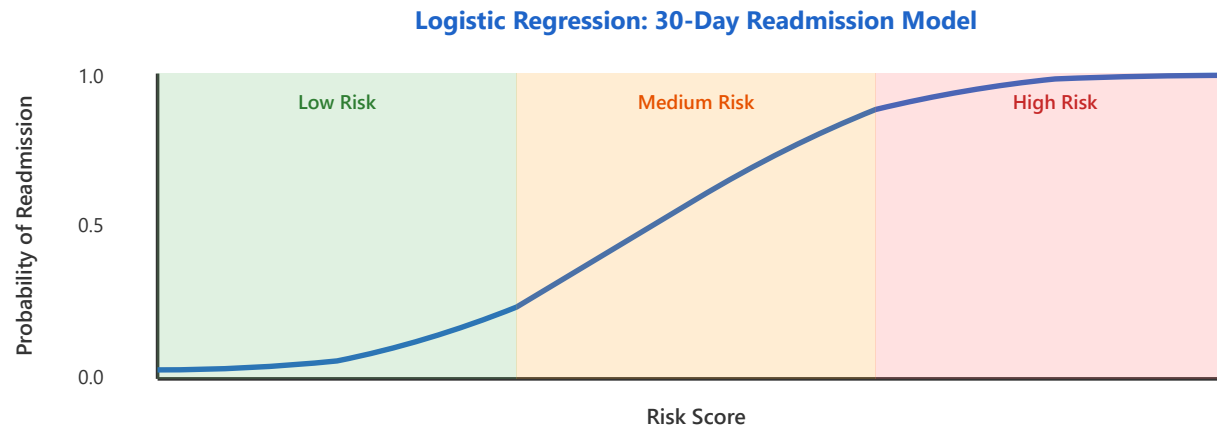 Logistic Regression: 30-Day Readmission Model
1.0
Low Risk
Medium Risk
High Risk
Probability of Readmission
0.5
0.0
Risk Score